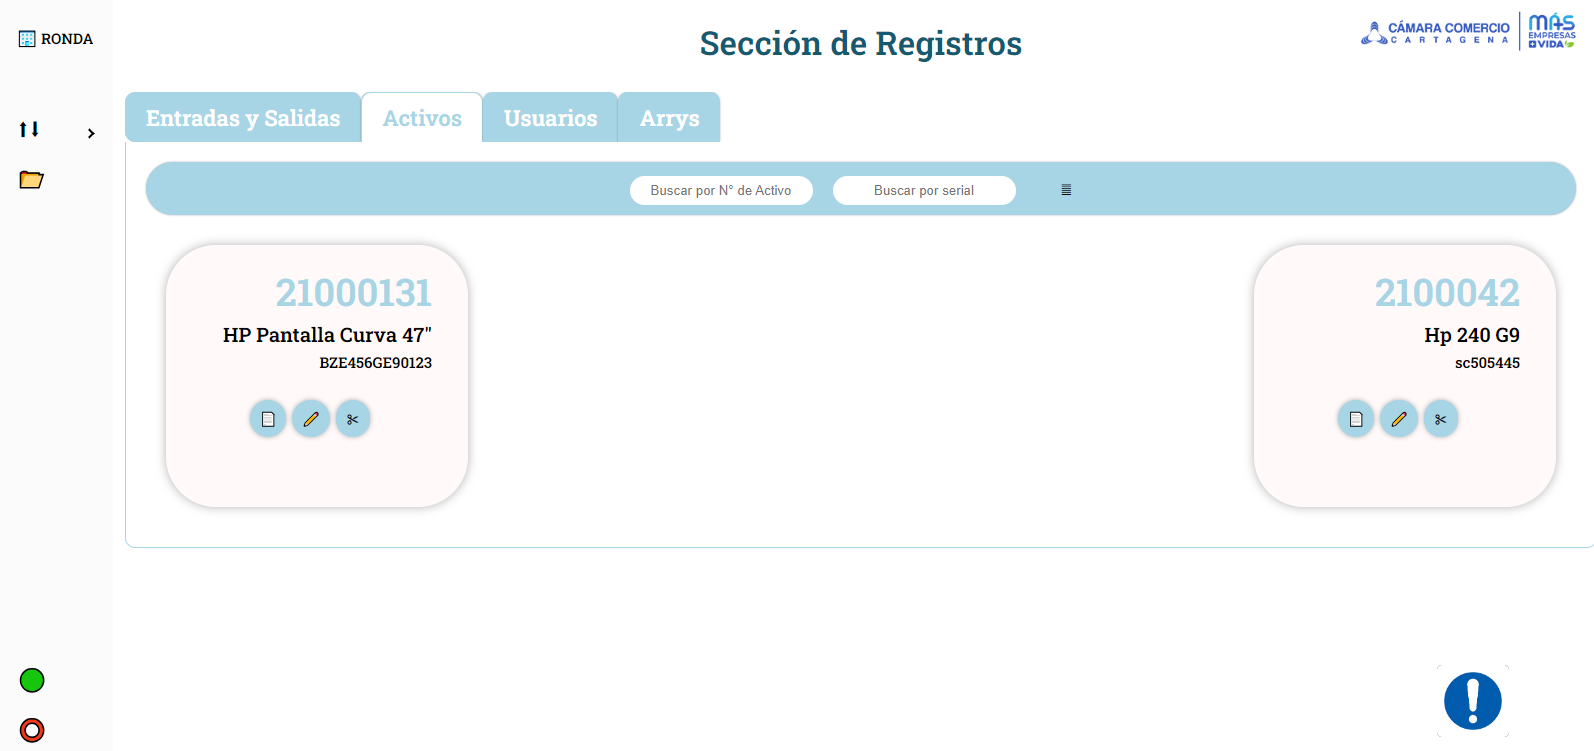 RONDA
Sección de Registros
CÁMARA COMERCIO
CARTAGENA
MÁS
EMPRESAS
+VIDA
Entradas y Salidas
Activos
Usuarios
Arrys
Buscar por N° de Activo
Buscar por serial
21000131
HP Pantalla Curva 47"
BZE456GE90123
2100042
Hp 240 G9
sc505445